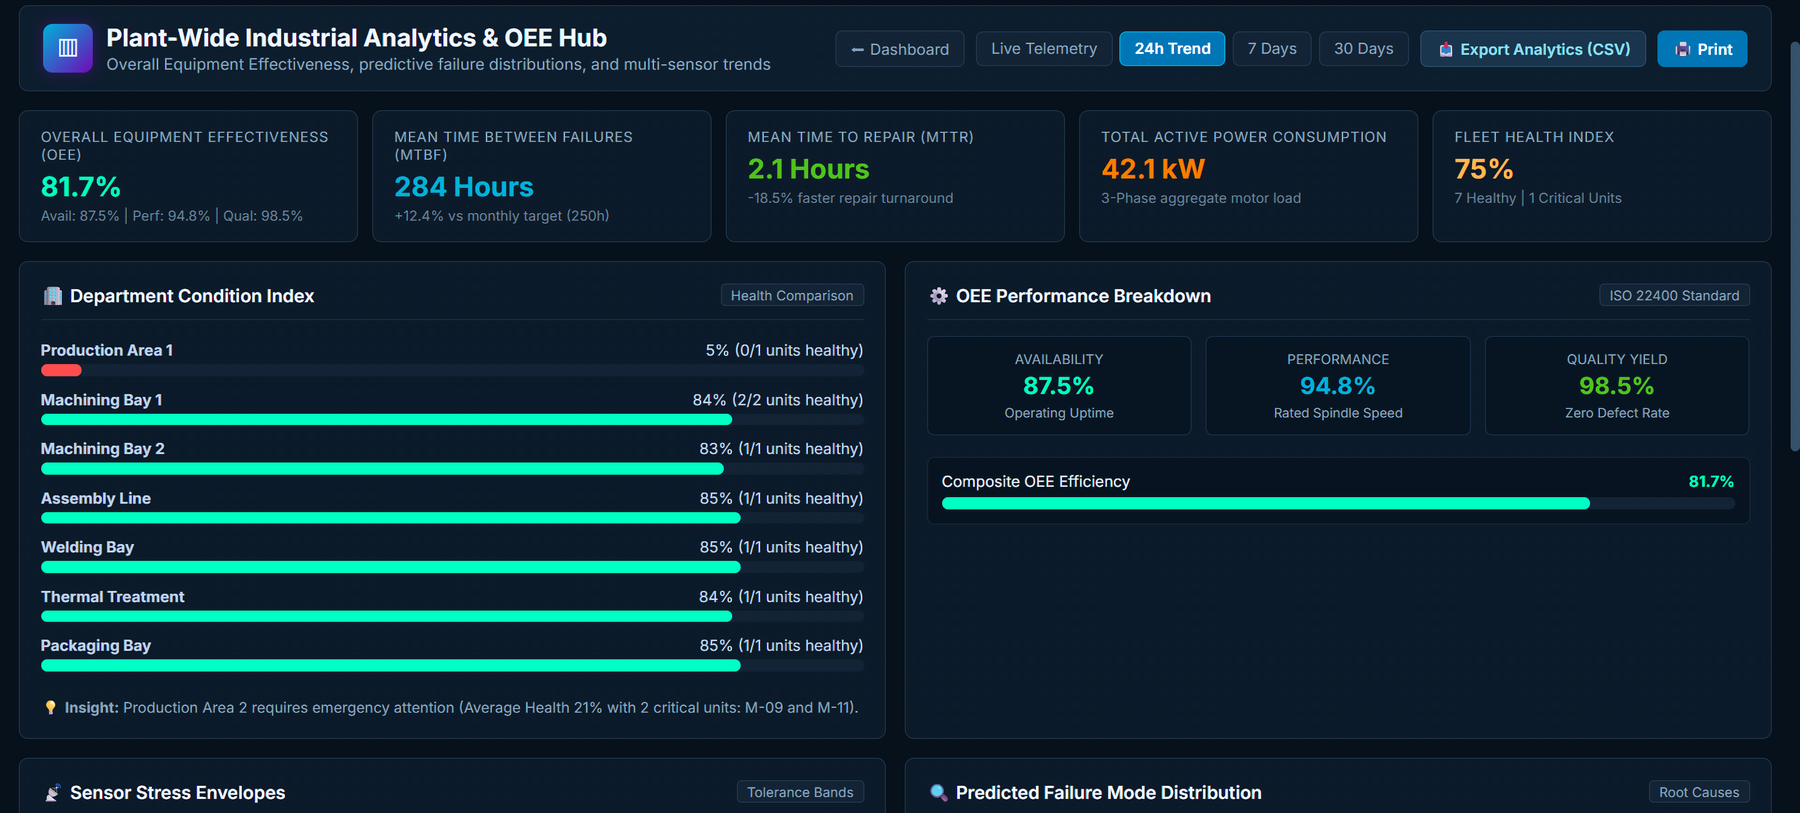 Plant-Wide Industrial Analytics & OEE Hub
Overall Equipment Effectiveness, predictive failure distributions, and multi-sensor trends
Dashboard
Live Telemetry
24h Trend
7 Days
30 Days
Export Analytics (CSV)
Print
OVERALL EQUIPMENT EFFECTIVENESS
(OEE)
81.7%
Avail: 87.5% | Perf: 94.8% | Qual: 98.5%
MEAN TIME BETWEEN FAILURES
(MTBF)
284 Hours
+12.4% vs monthly target (250h)
MEAN TIME TO REPAIR (MTTR)
2.1 Hours
-18.5% faster repair turnaround
TOTAL ACTIVE POWER CONSUMPTION
42.1 kW
3-Phase aggregate motor load
FLEET HEALTH INDEX
75%
7 Healthy | 1 Critical Units
Department Condition Index
Health Comparison
Production Area 1
5% (0/1 units healthy)
Machining Bay 1
84% (2/2 units healthy)
Machining Bay 2
83% (1/1 units healthy)
Assembly Line
85% (1/1 units healthy)
Welding Bay
85% (1/1 units healthy)
Thermal Treatment
84% (1/1 units healthy)
Packaging Bay
85% (1/1 units healthy)
Insight: Production Area 2 requires emergency attention (Average Health 21% with 2 critical units: M-09 and M-11).
OEE Performance Breakdown
ISO 22400 Standard
AVAILABILITY
87.5%
Operating Uptime
PERFORMANCE
94.8%
Rated Spindle Speed
QUALITY YIELD
98.5%
Zero Defect Rate
Composite OEE Efficiency
81.7%
Sensor Stress Envelopes
Tolerance Bands
Predicted Failure Mode Distribution
Root Causes